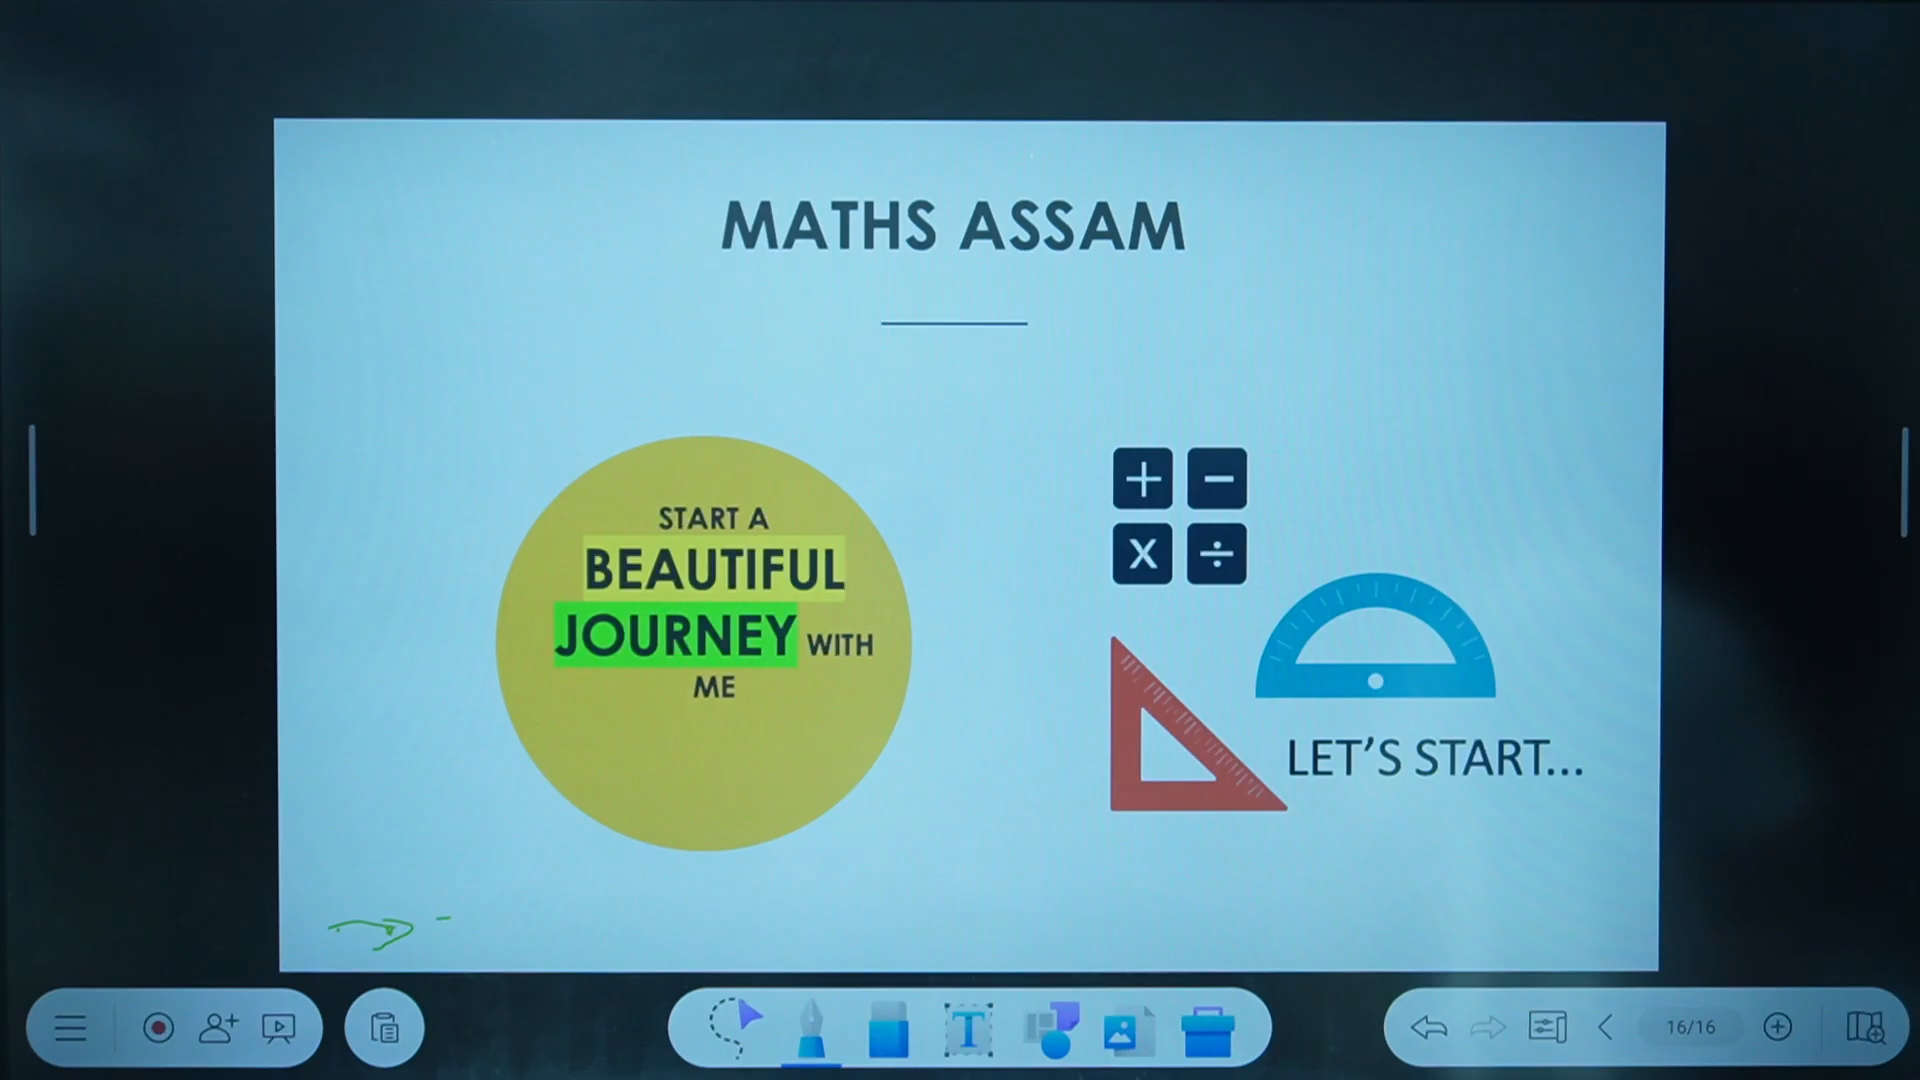 MATHS ASSAM
START A
BEAUTIFUL
JOURNEY WITH
ME
+ -
X ÷
LET'S START...
T
16/16